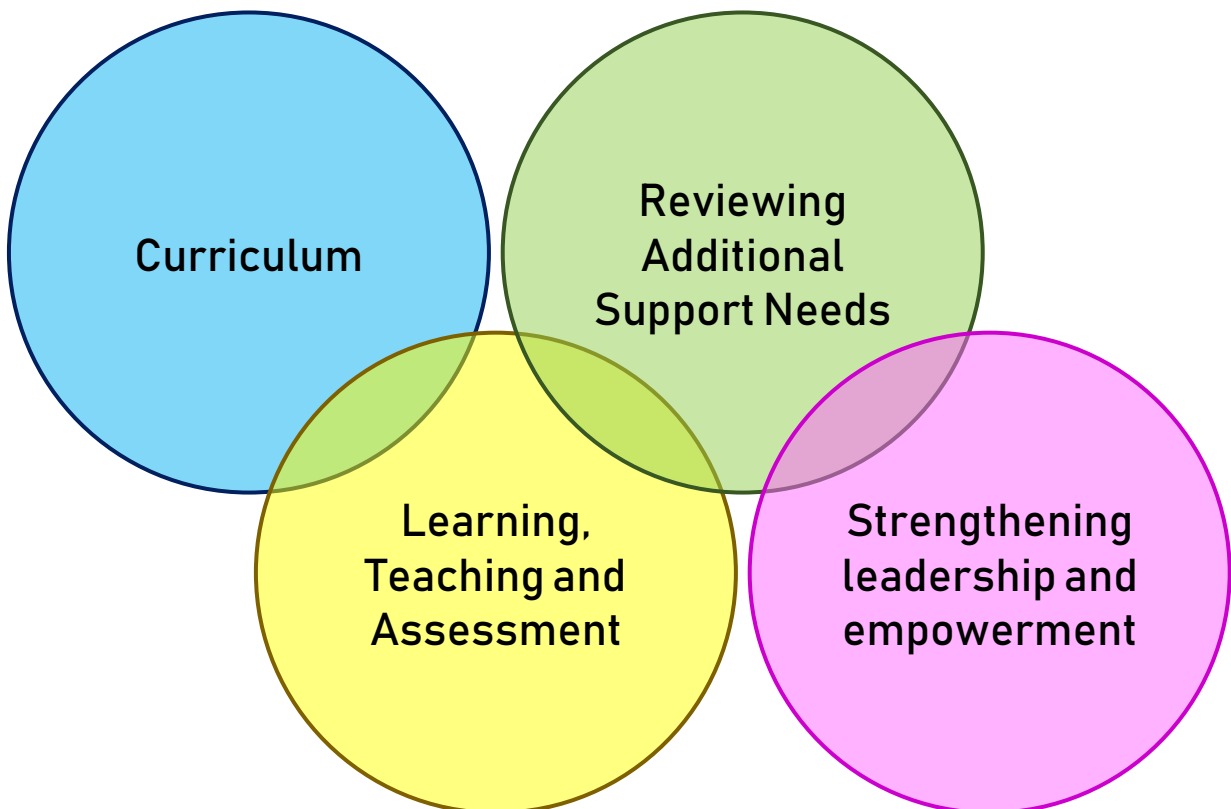 Curriculum
Reviewing
Additional
Support Needs
Learning,
Teaching and
Assessment
Strengthening
leadership and
empowerment